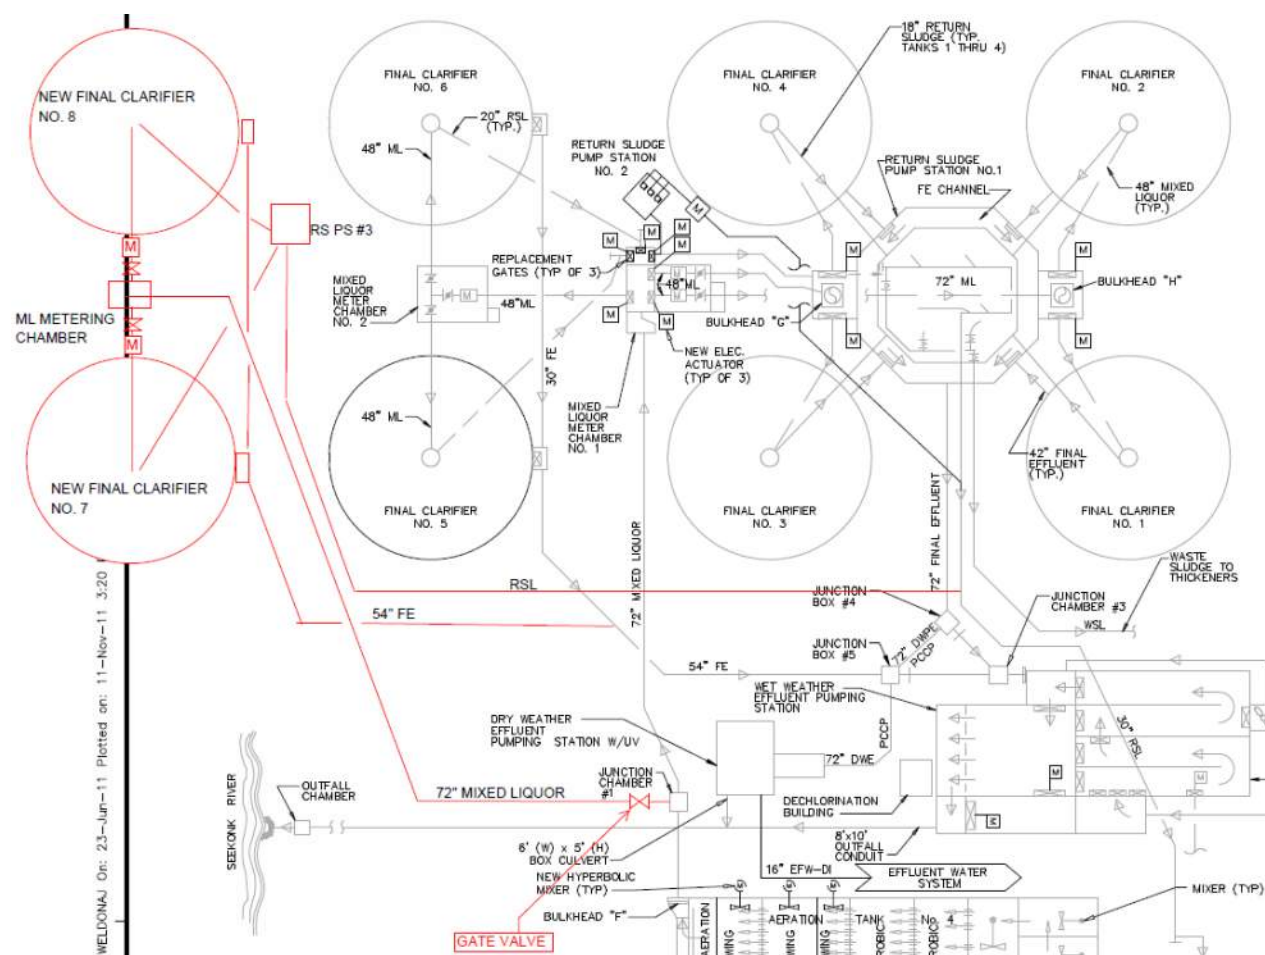 NEW FINAL CLARIFIER
NO. 8
RS PS #3
ML METERING
CHAMBER
M
M
NEW FINAL CLARIFIER
NO. 7
RSL
54" FE
72" MIXED LIQUOR
GATE VALVE
WELDONAJ On: 23-Jun-11 Plotted on: 11-Nov-11 3:20
FINAL CLARIFIER
NO. 6
20" RSL
(TYP.)
48" ML
RETURN SLUDGE
PUMP STATION
NO. 2
M
M
M
M
M
REPLACEMENT
GATES (TYP OF 3)
MIXED
LIQUOR
METER
CHAMBER
NO. 2
M
48"ML
48"ML
M
M
M
M
NEW ELEC.
ACTUATOR
(TYP OF 3)
MIXED
LIQUOR
METER
CHAMBER
NO. 1
30" FE
48" ML
FINAL CLARIFIER
NO. 5
FINAL CLARIFIER
NO. 4
18" RETURN
SLUDGE (TYP.
TANKS 1 THRU 4)
FINAL CLARIFIER
NO. 2
RETURN SLUDGE
PUMP STATION NO.1
FE CHANNEL
48" MIXED
LIQUOR
(TYP.)
M
M
72" ML
BULKHEAD "H"
BULKHEAD "G"
M
M
FINAL CLARIFIER
NO. 3
42" FINAL
EFFLUENT
(TYP.)
FINAL CLARIFIER
NO. 1
72" MIXED LIQUOR
72" FINAL EFFLUENT
WASTE
SLUDGE TO
THICKENERS
JUNCTION
BOX #4
JUNCTION
CHAMBER #3
WSL
JUNCTION
BOX #5
72" DWPE
PCCP
54" FE
WET WEATHER
EFFLUENT PUMPING
STATION
DRY WEATHER
EFFLUENT
PUMPING STATION W/UV
PCCP
72" DWE
30" RSL
M
M
M
DECHLORINATION
BUILDING
SEEKONK RIVER
OUTFALL
CHAMBER
JUNCTION
CHAMBER
#1
6' (W) x 5' (H)
BOX CULVERT
8'x10'
OUTFALL
CONDUIT
NEW HYPERBOLIC
MIXER (TYP)
16" EFW-DI
EFFLUENT WATER
SYSTEM
MIXER (TYP)
BULKHEAD "F"
AERATION TANK No. 4
AERATION